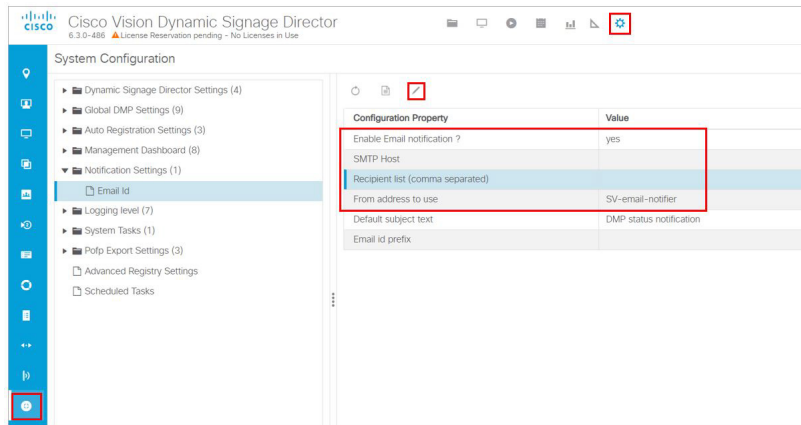 CISCO
Cisco Vision Dynamic Signage Director
6.3.0-486 License Reservation pending - No Licenses in Use
System Configuration
Dynamic Signage Director Settings (4)
Global DMP Settings (9)
Auto Registration Settings (3)
Management Dashboard (8)
Notification Settings (1)
Email Id
Logging level (7)
System Tasks (1)
Pofp Export Settings (3)
Advanced Registry Settings
Scheduled Tasks
Configuration Property Value
Enable Email notification ? yes
SMTP Host
Recipient list (comma separated)
From address to use SV-email-notifier
Default subject text DMP status notification
Email id prefix